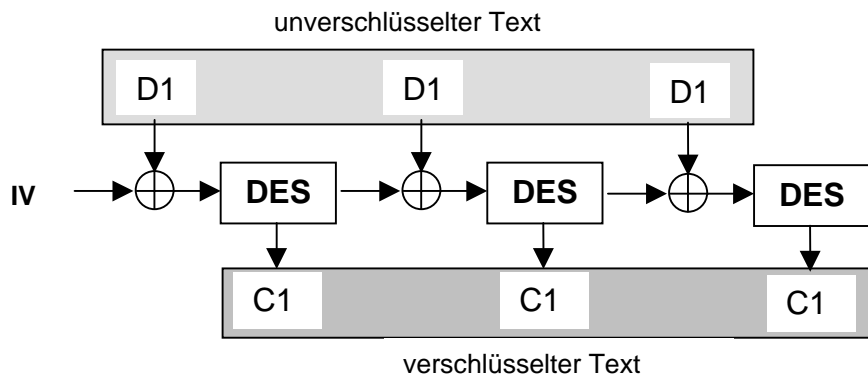 unverschlüsselter Text
D1 D1 D1
IV DES DES DES
C1 C1 C1
verschlüsselter Text